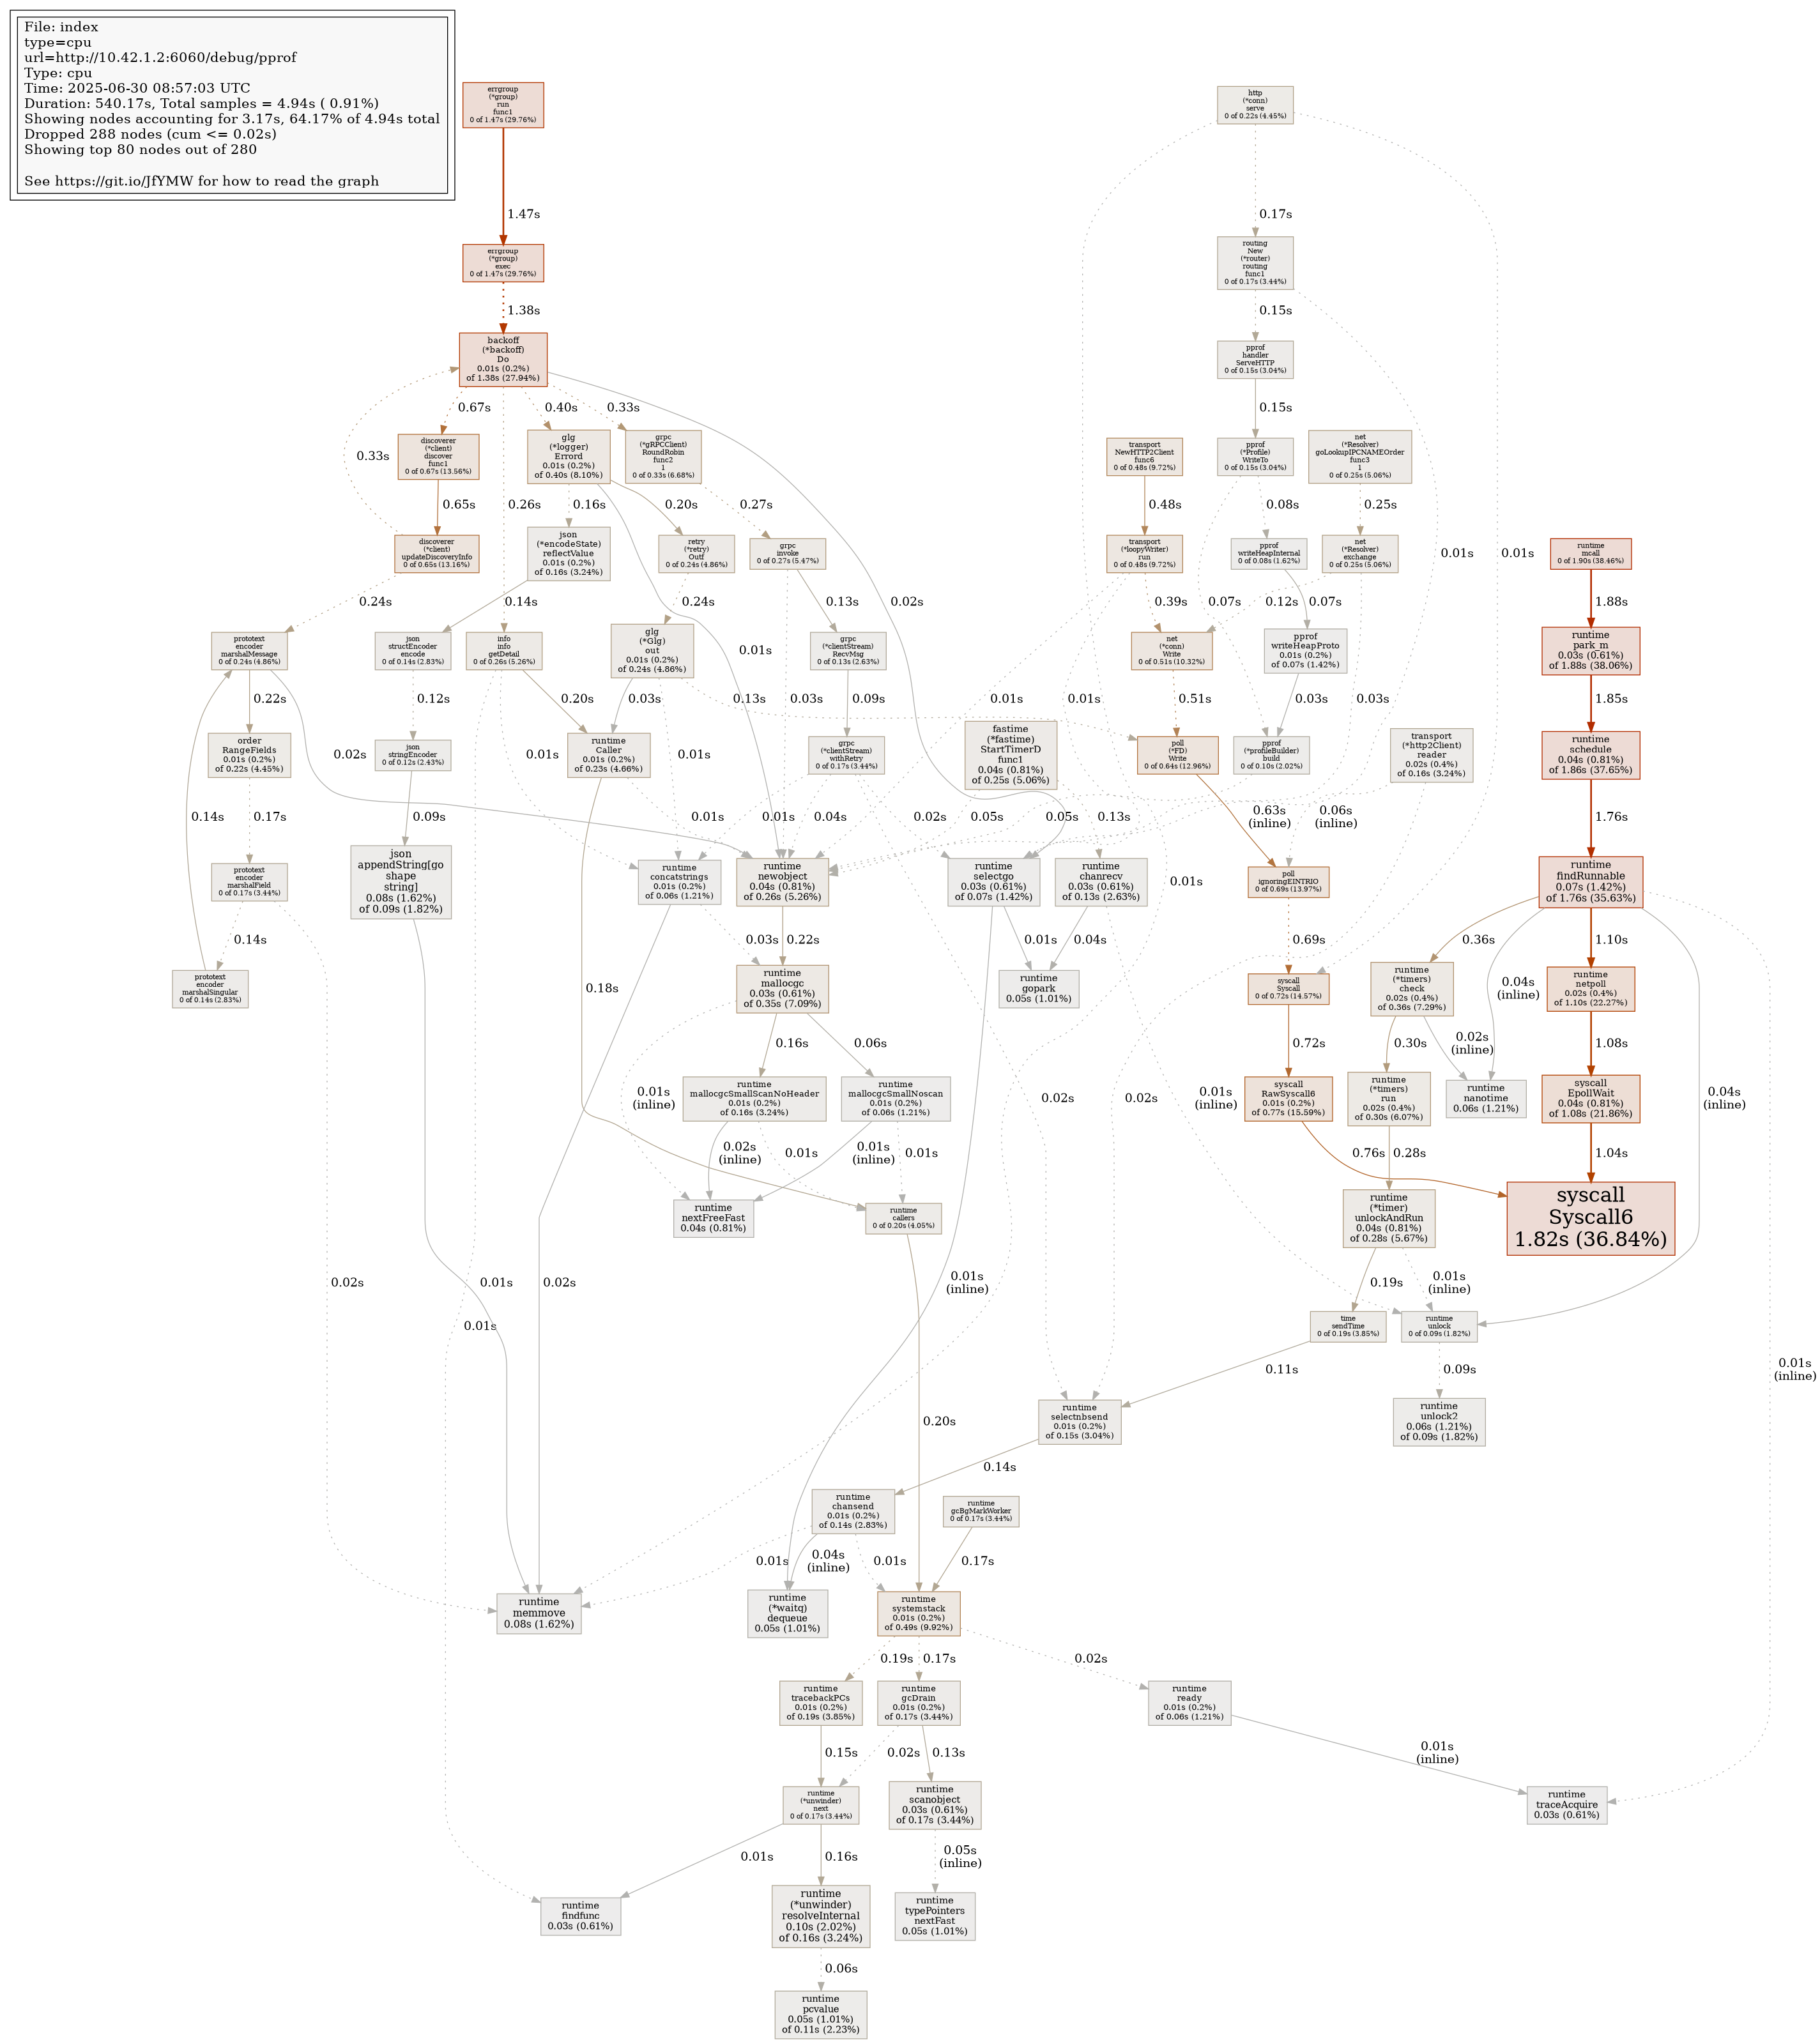 File: index
type=cpu
url=http://10.42.1.2:6060/debug/pprof
Type: cpu
Time: 2025-06-30 08:57:03 UTC
Duration: 540.17s, Total samples = 4.94s ( 0.91%)
Showing nodes accounting for 3.17s, 64.17% of 4.94s total
Dropped 288 nodes (cum <= 0.02s)
Showing top 80 nodes out of 280
See https://git.io/JfYMW for how to read the graph
errgroup
(*group)
run
func1
0 of 1.47s (29.76%)
http
(*conn)
serve
0 of 0.22s (4.45%)
1.47s
0.17s
errgroup
(*group)
exec
0 of 1.47s (29.76%)
routing
New
(*router)
routing
func1
0 of 0.17s (3.44%)
1.38s
0.15s
backoff
(*backoff)
Do
0.01s (0.2%)
of 1.38s (27.94%)
pprof
handler
ServeHTTP
0 of 0.15s (3.04%)
0.67s
0.40s
0.33s
0.15s
discoverer
(*client)
discover
func1
0 of 0.67s (13.56%)
glg
(*logger)
Errord
0.01s (0.2%)
of 0.40s (8.10%)
grpc
(*gRPCClient)
RoundRobin
func2
1
0 of 0.33s (6.68%)
transport
NewHTTP2Client
func6
0 of 0.48s (9.72%)
pprof
(*Profile)
WriteTo
0 of 0.15s (3.04%)
net
(*Resolver)
goLookupIPCNAMEOrder
func3
1
0 of 0.25s (5.06%)
0.33s
0.65s
0.26s
0.16s
0.20s
0.27s
0.48s
0.08s
0.25s
discoverer
(*client)
updateDiscoveryInfo
0 of 0.65s (13.16%)
json
(*encodeState)
reflectValue
0.01s (0.2%)
of 0.16s (3.24%)
retry
(*retry)
Outf
0 of 0.24s (4.86%)
grpc
invoke
0 of 0.27s (5.47%)
transport
(*loopyWriter)
run
0 of 0.48s (9.72%)
pprof
writeHeapInternal
0 of 0.08s (1.62%)
net
(*Resolver)
exchange
0 of 0.25s (5.06%)
0.01s
0.01s
runtime
mcall
0 of 1.90s (38.46%)
0.24s
0.14s
0.24s
0.13s
0.02s
0.39s
0.07s
0.12s
0.07s
1.88s
prototext
encoder
marshalMessage
0 of 0.24s (4.86%)
json
structEncoder
encode
0 of 0.14s (2.83%)
info
info
getDetail
0 of 0.26s (5.26%)
glg
(*Glg)
out
0.01s (0.2%)
of 0.24s (4.86%)
0.01s
grpc
(*clientStream)
RecvMsg
0 of 0.13s (2.63%)
net
(*conn)
Write
0 of 0.51s (10.32%)
pprof
writeHeapProto
0.01s (0.2%)
of 0.07s (1.42%)
runtime
park_m
0.03s (0.61%)
of 1.88s (38.06%)
0.22s
0.12s
0.20s
0.03s
0.13s
0.03s
0.09s
0.01s
0.01s
0.51s
0.03s
0.03s
1.85s
order
RangeFields
0.01s (0.2%)
of 0.22s (4.45%)
0.02s
json
stringEncoder
0 of 0.12s (2.43%)
0.01s
runtime
Caller
0.01s (0.2%)
of 0.23s (4.66%)
0.01s
grpc
(*clientStream)
withRetry
0 of 0.17s (3.44%)
fastime
(*fastime)
StartTimerD
func1
0.04s (0.81%)
of 0.25s (5.06%)
poll
(*FD)
Write
0 of 0.64s (12.96%)
pprof
(*profileBuilder)
build
0 of 0.10s (2.02%)
transport
(*http2Client)
reader
0.02s (0.4%)
of 0.16s (3.24%)
runtime
schedule
0.04s (0.81%)
of 1.86s (37.65%)
0.14s
0.17s
0.09s
0.01s
0.01s
0.04s
0.02s
0.05s
0.05s
0.13s
0.63s
(inline)
0.06s
(inline)
1.76s
prototext
encoder
marshalField
0 of 0.17s (3.44%)
json
appendString[go
shape
string]
0.08s (1.62%)
of 0.09s (1.82%)
runtime
concatstrings
0.01s (0.2%)
of 0.06s (1.21%)
runtime
newobject
0.04s (0.81%)
of 0.26s (5.26%)
runtime
selectgo
0.03s (0.61%)
of 0.07s (1.42%)
runtime
chanrecv
0.03s (0.61%)
of 0.13s (2.63%)
0.01s
poll
ignoringEINTRIO
0 of 0.69s (13.97%)
runtime
findRunnable
0.07s (1.42%)
of 1.76s (35.63%)
0.14s
0.03s
0.22s
0.01s
0.04s
0.69s
0.36s
1.10s
prototext
encoder
marshalSingular
0 of 0.14s (2.83%)
0.18s
runtime
mallocgc
0.03s (0.61%)
of 0.35s (7.09%)
runtime
gopark
0.05s (1.01%)
syscall
Syscall
0 of 0.72s (14.57%)
runtime
(*timers)
check
0.02s (0.4%)
of 0.36s (7.29%)
0.04s
(inline)
runtime
netpoll
0.02s (0.4%)
of 1.10s (22.27%)
0.16s
0.06s
0.72s
0.30s
0.02s
(inline)
1.08s
0.01s
(inline)
runtime
mallocgcSmallScanNoHeader
0.01s (0.2%)
of 0.16s (3.24%)
runtime
mallocgcSmallNoscan
0.01s (0.2%)
of 0.06s (1.21%)
0.02s
0.02s
0.01s
(inline)
syscall
RawSyscall6
0.01s (0.2%)
of 0.77s (15.59%)
runtime
(*timers)
run
0.02s (0.4%)
of 0.30s (6.07%)
runtime
nanotime
0.06s (1.21%)
syscall
EpollWait
0.04s (0.81%)
of 1.08s (21.86%)
0.04s
(inline)
0.02s
(inline)
0.01s
0.01s
(inline)
0.01s
0.76s
0.28s
1.04s
runtime
nextFreeFast
0.04s (0.81%)
runtime
callers
0 of 0.20s (4.05%)
runtime
(*timer)
unlockAndRun
0.04s (0.81%)
of 0.28s (5.67%)
syscall
Syscall6
1.82s (36.84%)
0.02s
0.01s
0.02s
0.01s
(inline)
0.19s
0.01s
(inline)
0.01s
time
sendTime
0 of 0.19s (3.85%)
runtime
unlock
0 of 0.09s (1.82%)
0.11s
0.09s
0.01s
(inline)
0.20s
runtime
selectnbsend
0.01s (0.2%)
of 0.15s (3.04%)
runtime
unlock2
0.06s (1.21%)
of 0.09s (1.82%)
0.14s
runtime
chansend
0.01s (0.2%)
of 0.14s (2.83%)
runtime
gcBgMarkWorker
0 of 0.17s (3.44%)
0.01s
0.04s
(inline)
0.01s
0.17s
runtime
memmove
0.08s (1.62%)
runtime
(*waitq)
dequeue
0.05s (1.01%)
runtime
systemstack
0.01s (0.2%)
of 0.49s (9.92%)
0.19s
0.17s
0.02s
runtime
tracebackPCs
0.01s (0.2%)
of 0.19s (3.85%)
runtime
gcDrain
0.01s (0.2%)
of 0.17s (3.44%)
runtime
ready
0.01s (0.2%)
of 0.06s (1.21%)
0.15s
0.02s
0.13s
0.01s
(inline)
runtime
(*unwinder)
next
0 of 0.17s (3.44%)
runtime
scanobject
0.03s (0.61%)
of 0.17s (3.44%)
runtime
traceAcquire
0.03s (0.61%)
0.01s
0.16s
0.05s
(inline)
runtime
findfunc
0.03s (0.61%)
runtime
(*unwinder)
resolveInternal
0.10s (2.02%)
of 0.16s (3.24%)
runtime
typePointers
nextFast
0.05s (1.01%)
0.06s
runtime
pcvalue
0.05s (1.01%)
of 0.11s (2.23%)